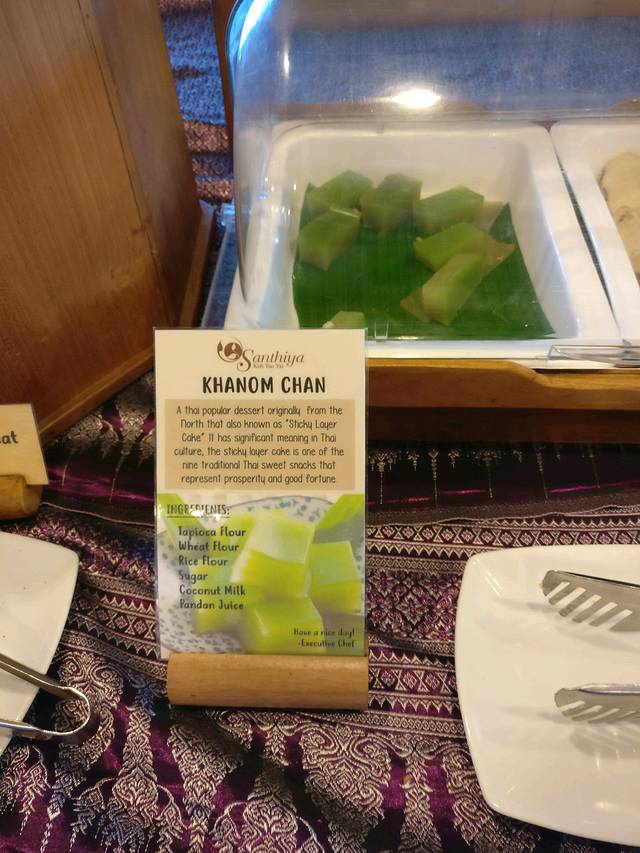 Santhiya
Koh Yao Yai
KHANOM CHAN
A thai popular dessert originally from the
North that also known as "Sticky Layer
Cake" It has significant meaning in Thai
culture, the sticky layer cake is one of the
nine traditional Thai sweet snacks that
represent prosperity and good fortune.
INGREDIENTS:
Tapioca Flour
Wheat Flour
Rice Flour
Sugar
Coconut Milk
Pandan Juice
Have a nice day!
-Executive Chef